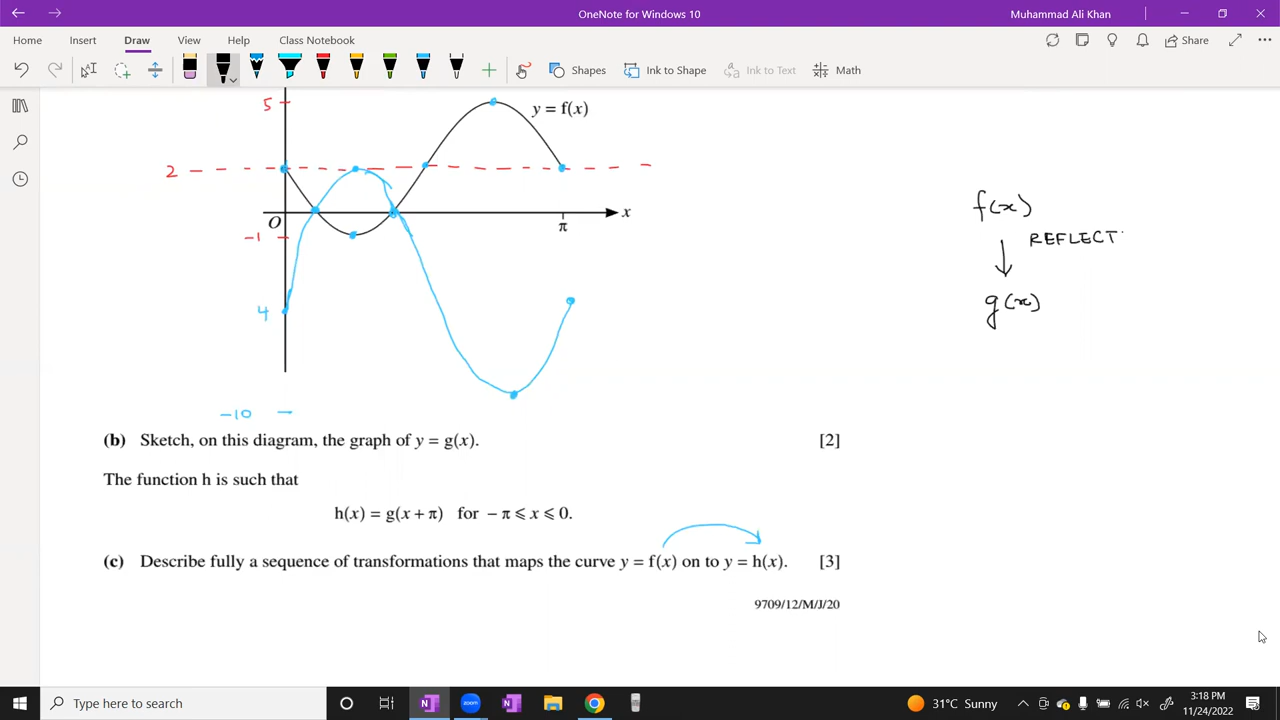 OneNote for Windows 10
Muhammad Ali Khan
Home Insert Draw View Help Class Notebook
Share
Shapes Ink to Shape Ink to Text Math
5
y = f(x)
2
O
x
π
-1
4
-10
f(x)
REFLECT
g(x)
(b) Sketch, on this diagram, the graph of y = g(x). [2]
The function h is such that
h(x) = g(x + π) for − π ⩽ x ⩽ 0.
(c) Describe fully a sequence of transformations that maps the curve y = f(x) on to y = h(x). [3]
9709/12/M/J/20
Type here to search
zoom
31°C Sunny
3:18 PM
11/24/2022